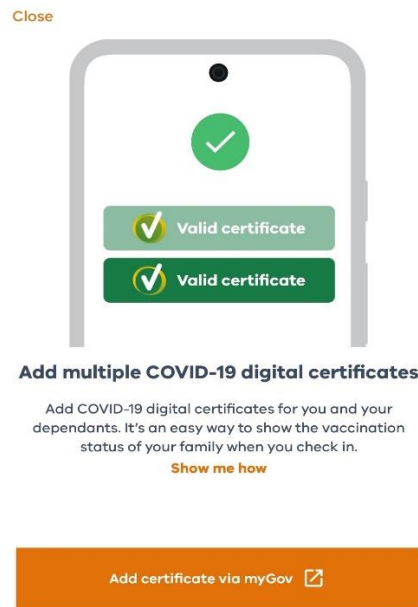 Close
Valid certificate
Valid certificate
Add multiple COVID-19 digital certificates
Add COVID-19 digital certificates for you and your
dependants. It's an easy way to show the vaccination
status of your family when you check in.
Show me how
Add certificate via myGov